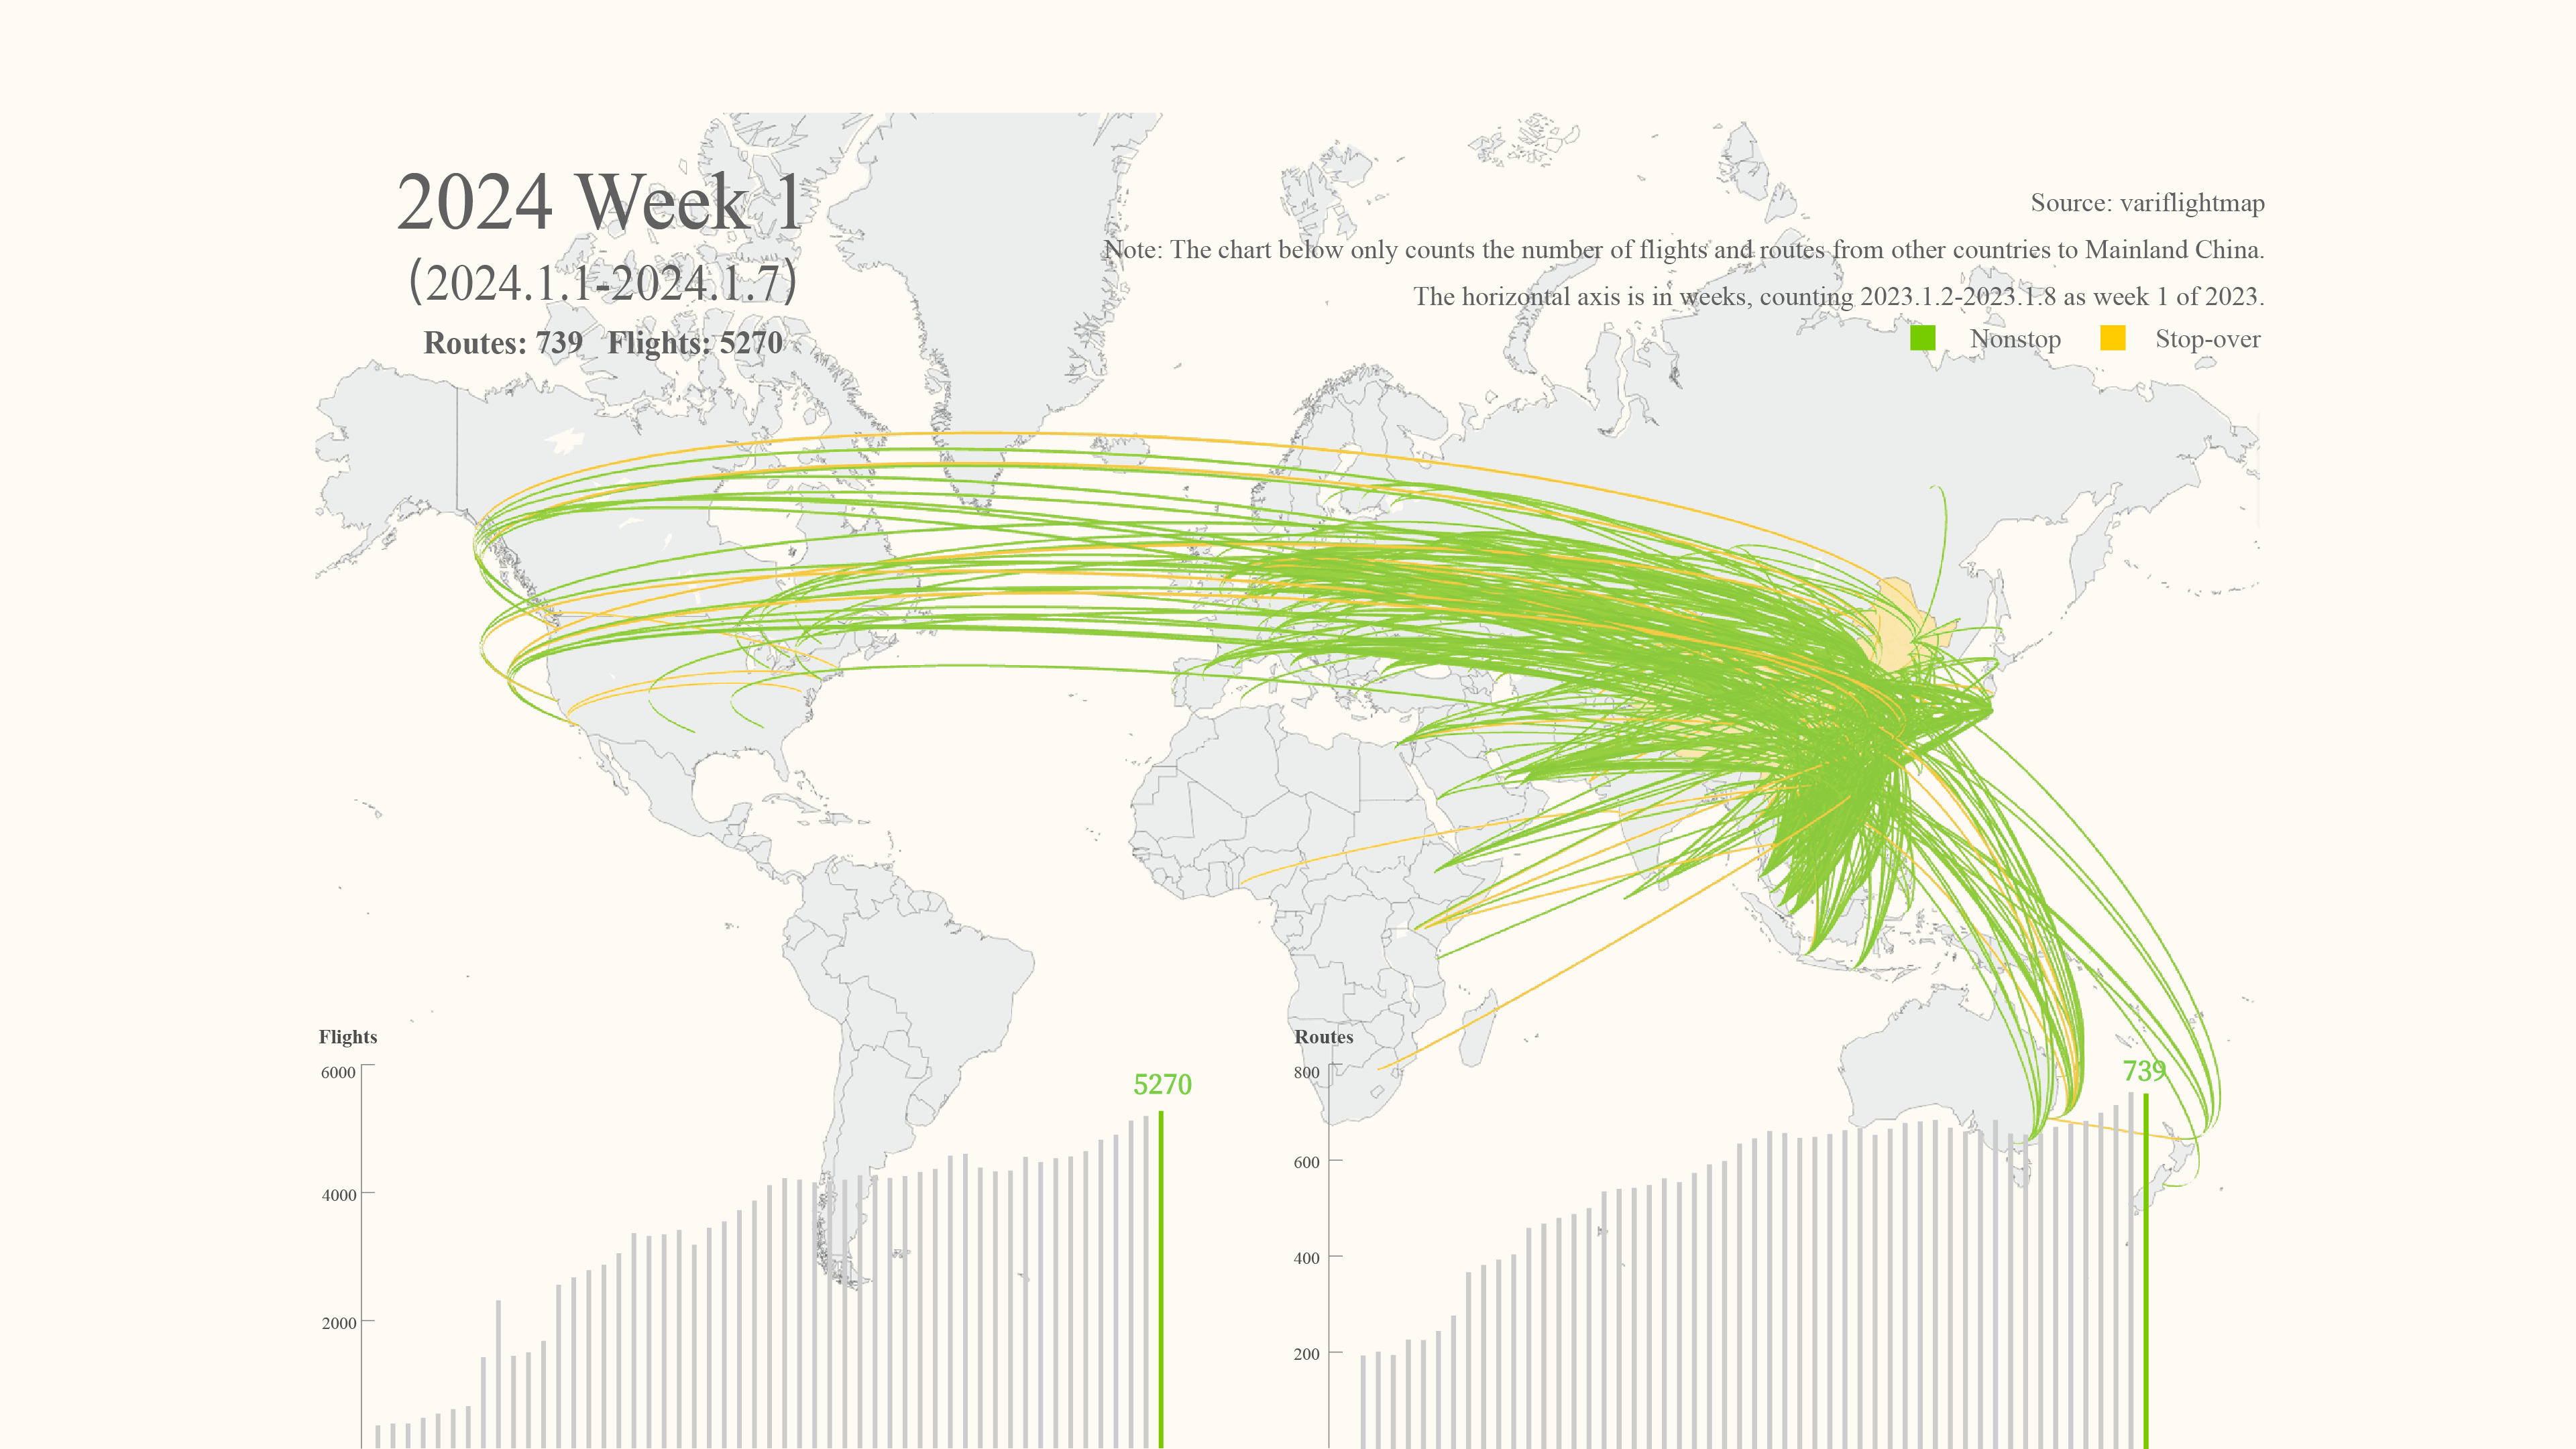 2024 Week 1
(2024.1.1-2024.1.7)
Routes: 739 Flights: 5270
Source: variflightmap
Note: The chart below only counts the number of flights and routes from other countries to Mainland China.
The horizontal axis is in weeks, counting 2023.1.2-2023.1.8 as week 1 of 2023.
Nonstop Stop-over
Flights
6000
4000
2000
5270
Routes
800
600
400
200
739